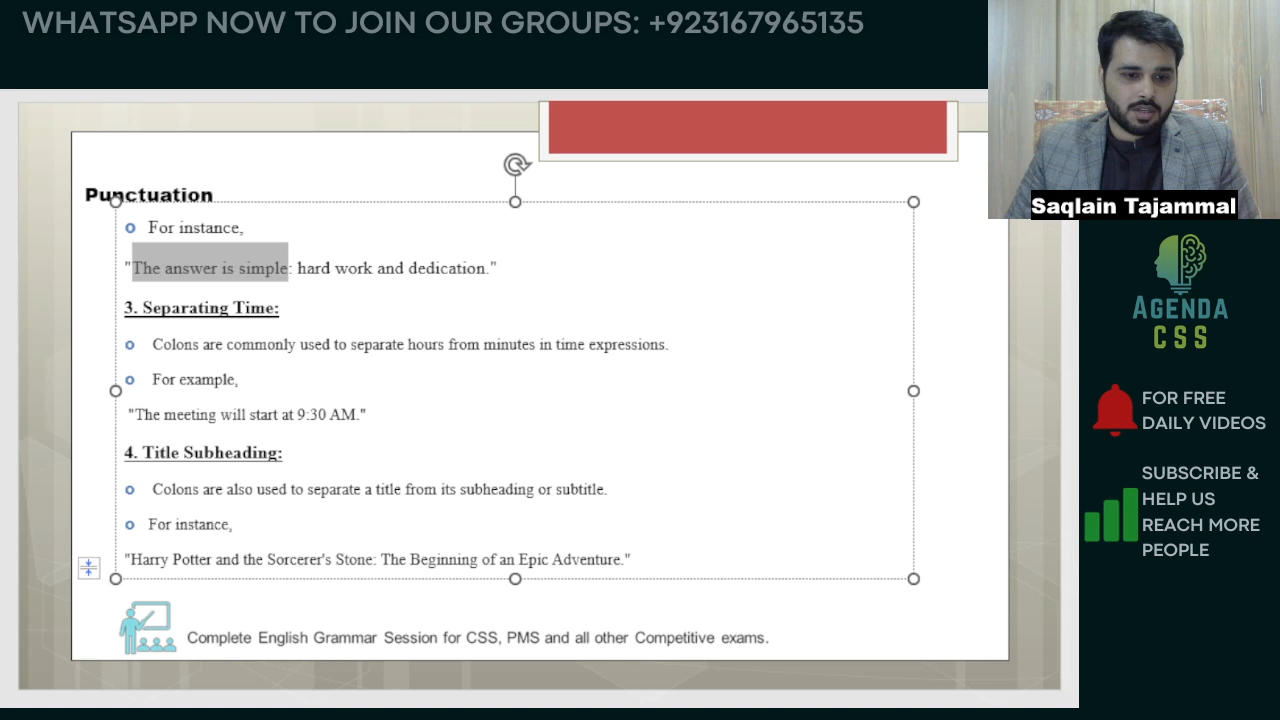 WHATSAPP NOW TO JOIN OUR GROUPS: +923167965135
Saqlain Tajammal
Punctuation
For instance,
"The answer is simple: hard work and dedication."
3. Separating Time:
Colons are commonly used to separate hours from minutes in time expressions.
For example,
"The meeting will start at 9:30 AM."
4. Title Subheading:
Colons are also used to separate a title from its subheading or subtitle.
For instance,
"Harry Potter and the Sorcerer's Stone: The Beginning of an Epic Adventure."
Complete English Grammar Session for CSS, PMS and all other Competitive exams.
AGENDA
CSS
FOR FREE
DAILY VIDEOS
SUBSCRIBE &
HELP US
REACH MORE
PEOPLE